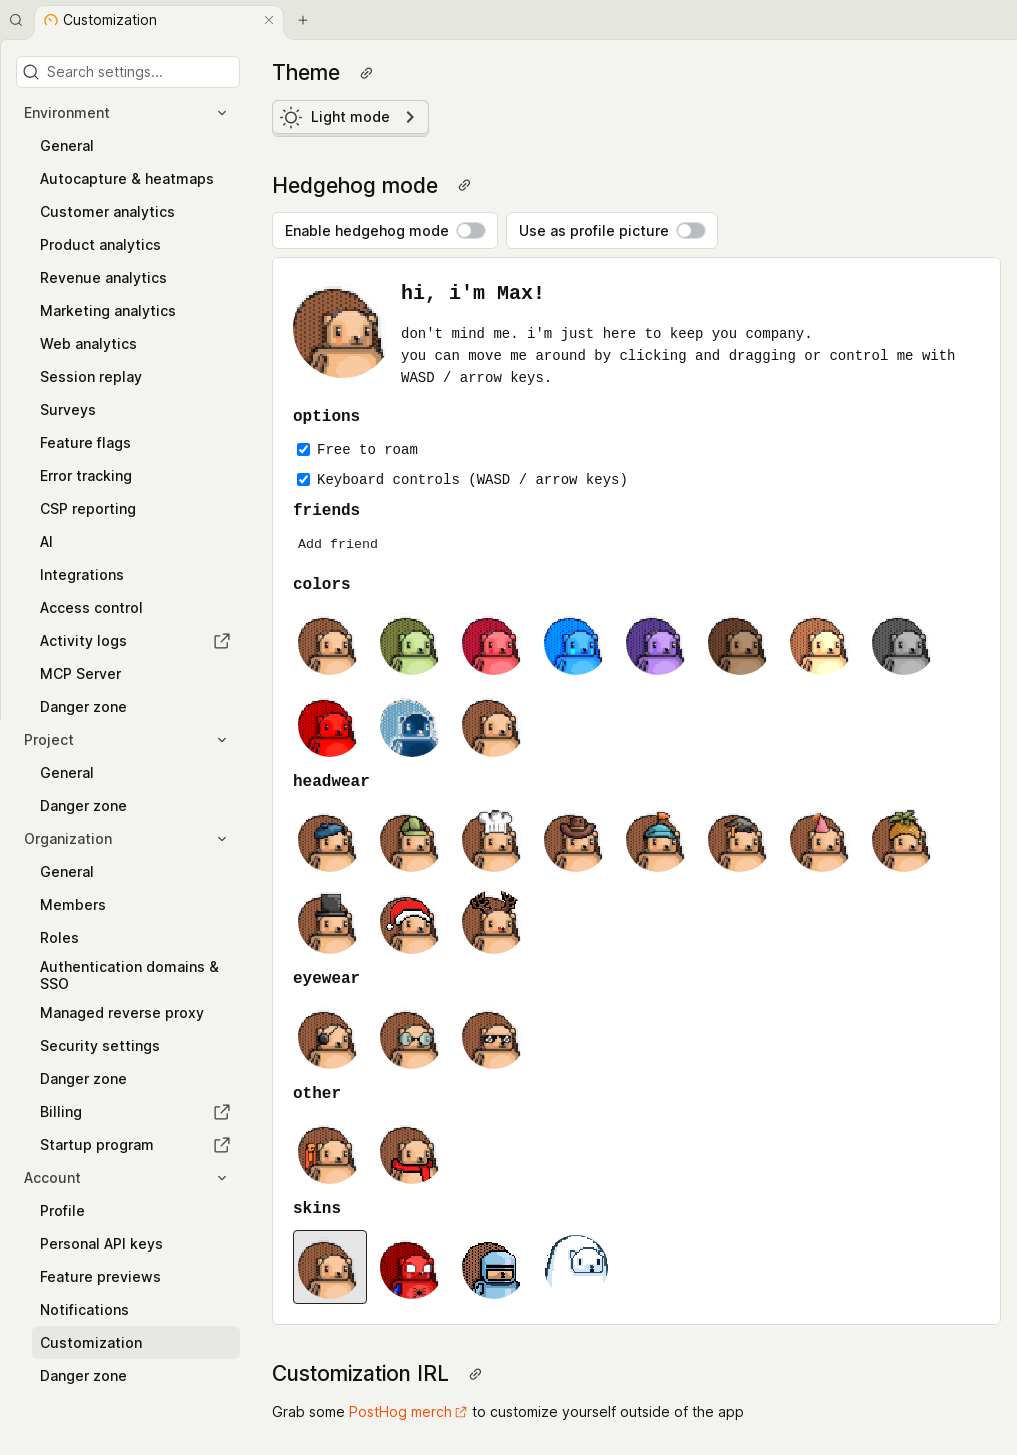 Customization
Search settings...
Environment
General
Autocapture & heatmaps
Customer analytics
Product analytics
Revenue analytics
Marketing analytics
Web analytics
Session replay
Surveys
Feature flags
Error tracking
CSP reporting
AI
Integrations
Access control
Activity logs
MCP Server
Danger zone
Project
General
Danger zone
Organization
General
Members
Roles
Authentication domains &
SSO
Managed reverse proxy
Security settings
Danger zone
Billing
Startup program
Account
Profile
Personal API keys
Feature previews
Notifications
Customization
Danger zone
Theme
Light mode
Hedgehog mode
Enable hedgehog mode
Use as profile picture
hi, i'm Max!
don't mind me. i'm just here to keep you company.
you can move me around by clicking and dragging or control me with
WASD / arrow keys.
options
Free to roam
Keyboard controls (WASD / arrow keys)
friends
Add friend
colors
headwear
eyewear
other
skins
Customization IRL
Grab some PostHog merch to customize yourself outside of the app